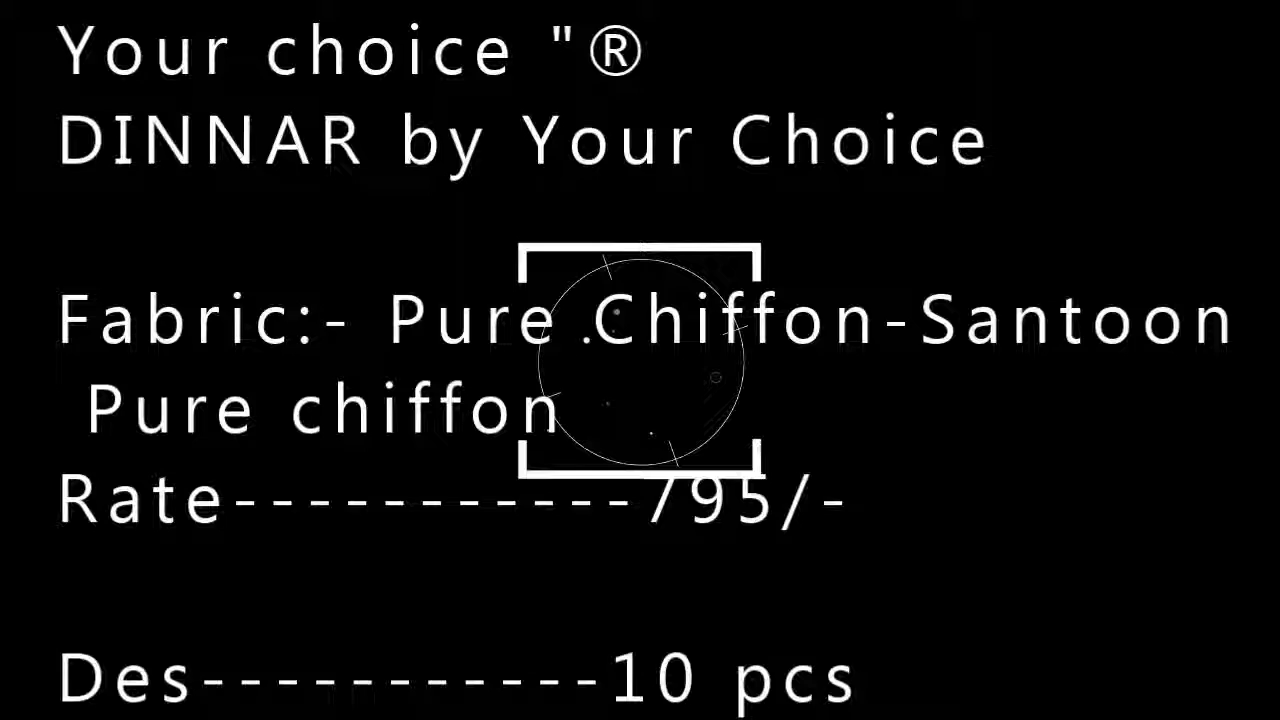 Your choice "®
DINNAR by Your Choice
Fabric:- Pure Chiffon-Santoon
Pure chiffon
Rate-----------795/-
Des-----------10 pcs